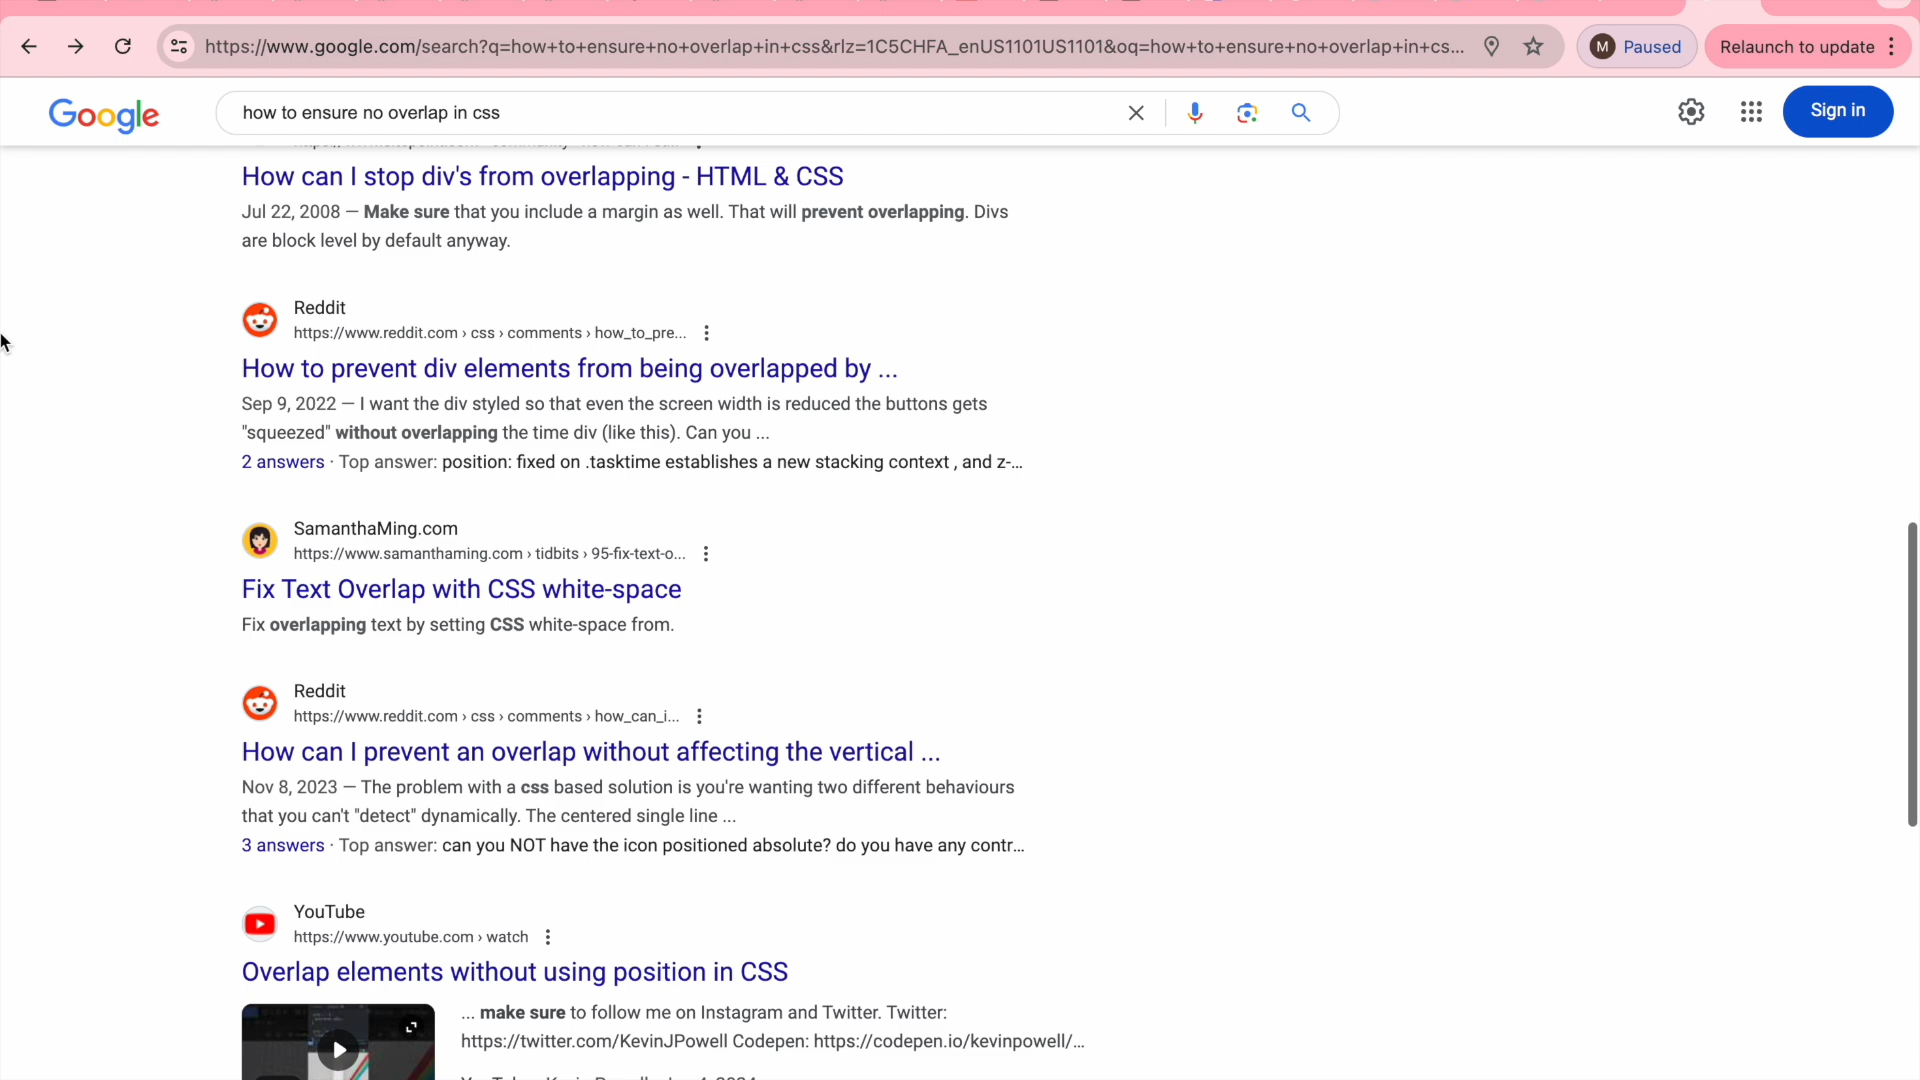 https://www.google.com/search?q=how+to+ensure+no+overlap+in+css&rlz=1C5CHFA_enUS1101US1101&oq=how+to+ensure+no+overlap+in+cs...
M Paused
Relaunch to update
Google
how to ensure no overlap in css
Sign in
How can I stop div's from overlapping - HTML & CSS
Jul 22, 2008 — Make sure that you include a margin as well. That will prevent overlapping. Divs
are block level by default anyway.
Reddit
https://www.reddit.com › css › comments › how_to_pre...
How to prevent div elements from being overlapped by ...
Sep 9, 2022 — I want the div styled so that even the screen width is reduced the buttons gets
"squeezed" without overlapping the time div (like this). Can you ...
2 answers · Top answer: position: fixed on .tasktime establishes a new stacking context , and z-...
SamanthaMing.com
https://www.samanthaming.com › tidbits › 95-fix-text-o...
Fix Text Overlap with CSS white-space
Fix overlapping text by setting CSS white-space from.
Reddit
https://www.reddit.com › css › comments › how_can_i...
How can I prevent an overlap without affecting the vertical ...
Nov 8, 2023 — The problem with a css based solution is you're wanting two different behaviours
that you can't "detect" dynamically. The centered single line ...
3 answers · Top answer: can you NOT have the icon positioned absolute? do you have any contr...
YouTube
https://www.youtube.com › watch
Overlap elements without using position in CSS
... make sure to follow me on Instagram and Twitter. Twitter:
https://twitter.com/KevinJPowell Codepen: https://codepen.io/kevinpowell/...